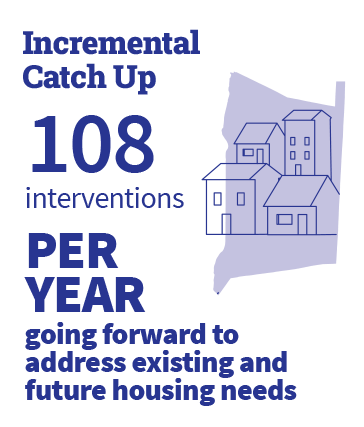 Incremental
Catch Up
108
interventions
PER
YEAR
going forward to
address existing and
future housing needs